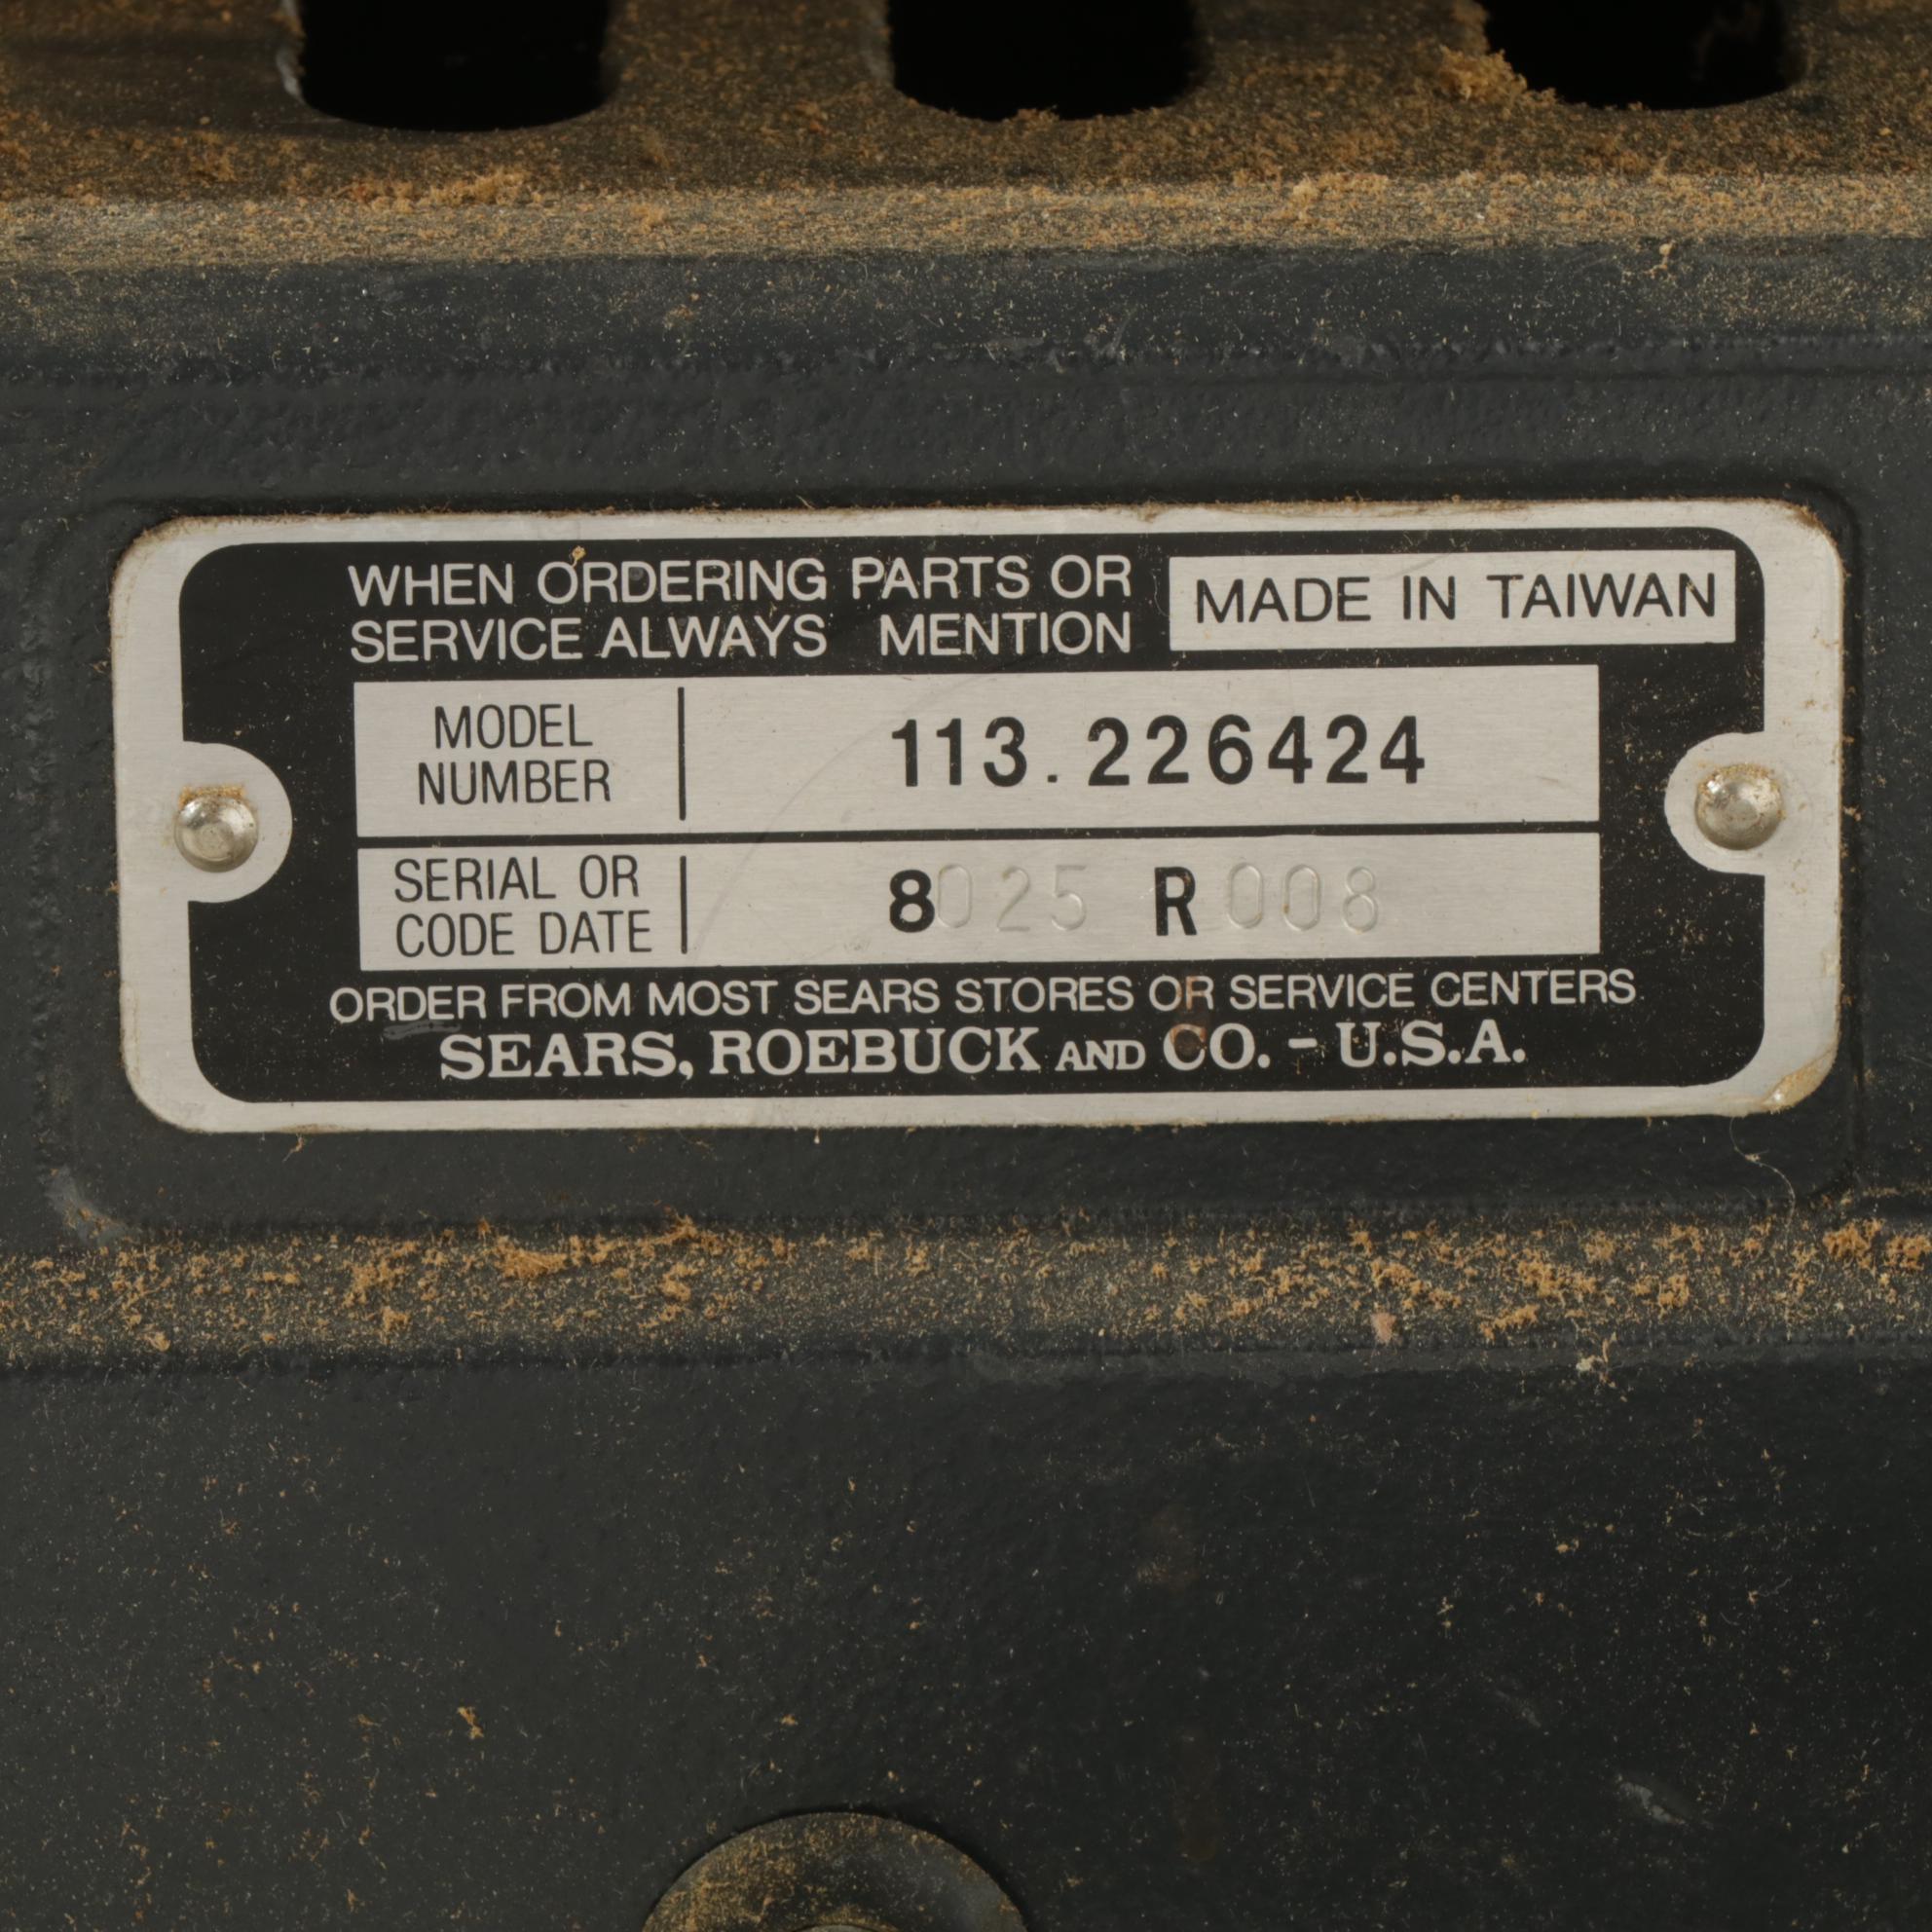 WHEN ORDERING PARTS OR
SERVICE ALWAYS MENTION
MADE IN TAIWAN
MODEL NUMBER
113.226424
SERIAL OR CODE DATE
8025 R 008
ORDER FROM MOST SEARS STORES OR SERVICE CENTERS
SEARS, ROEBUCK AND CO. - U.S.A.